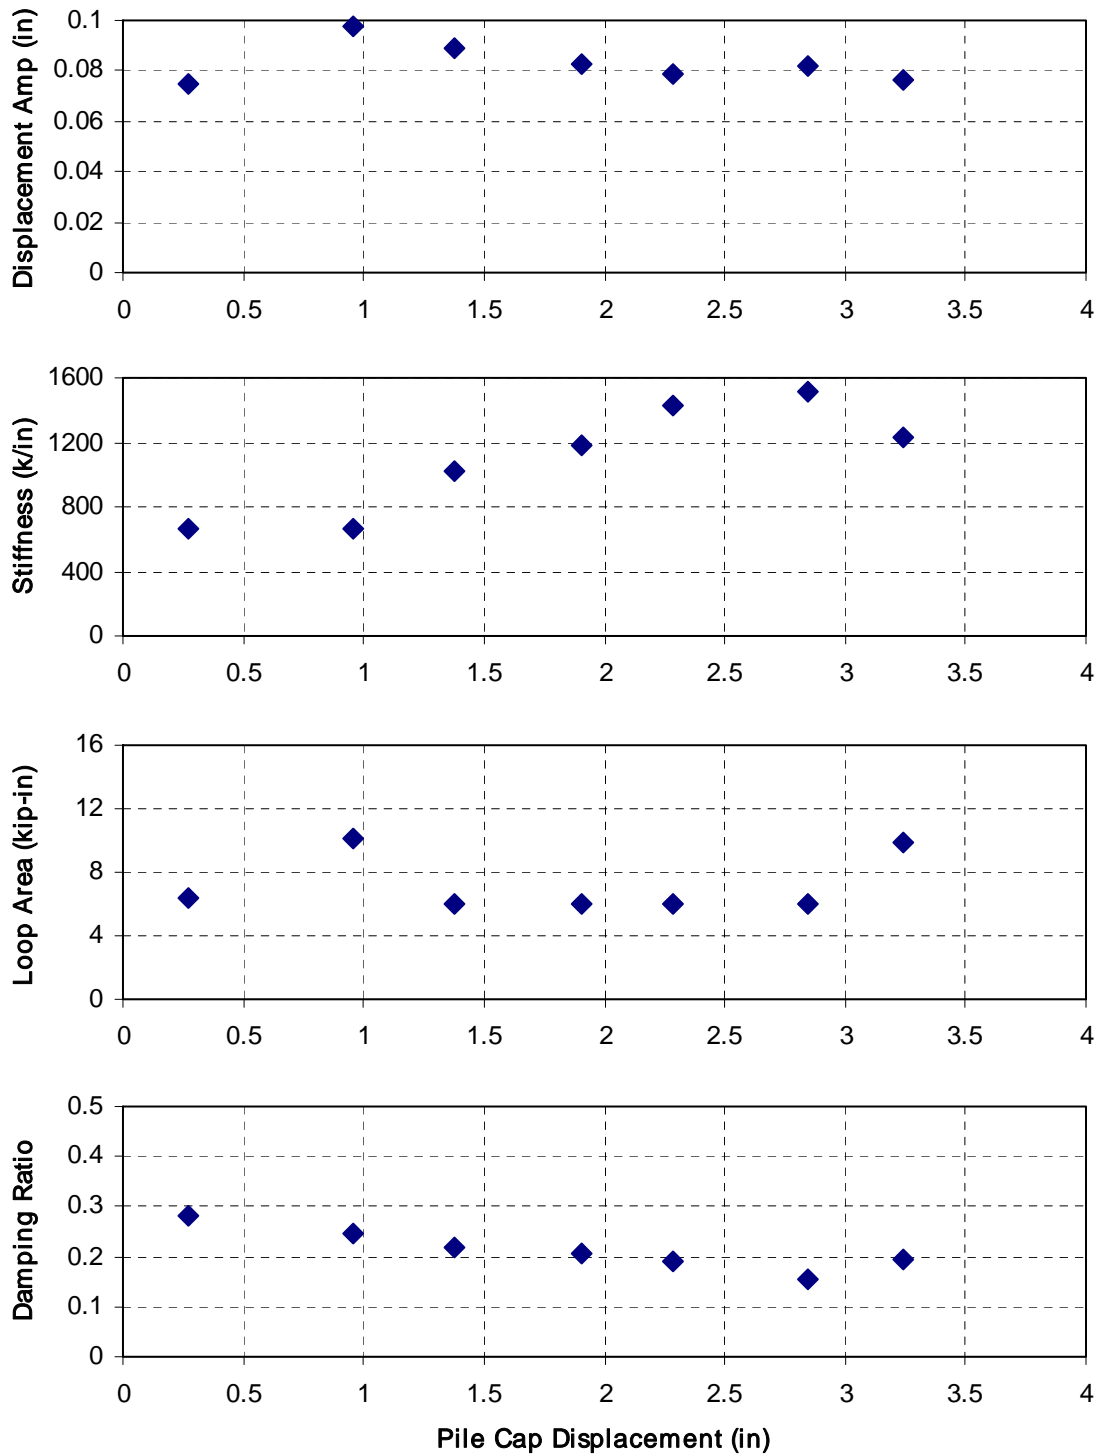 Displacement Amp (in)
0.1
0.08
0.06
0.04
0.02
0
0 0.5 1 1.5 2 2.5 3 3.5 4
Stiffness (k/in)
1600
1200
800
400
0
0 0.5 1 1.5 2 2.5 3 3.5 4
Loop Area (kip-in)
16
12
8
4
0
0 0.5 1 1.5 2 2.5 3 3.5 4
Damping Ratio
0.5
0.4
0.3
0.2
0.1
0
0 0.5 1 1.5 2 2.5 3 3.5 4
Pile Cap Displacement (in)